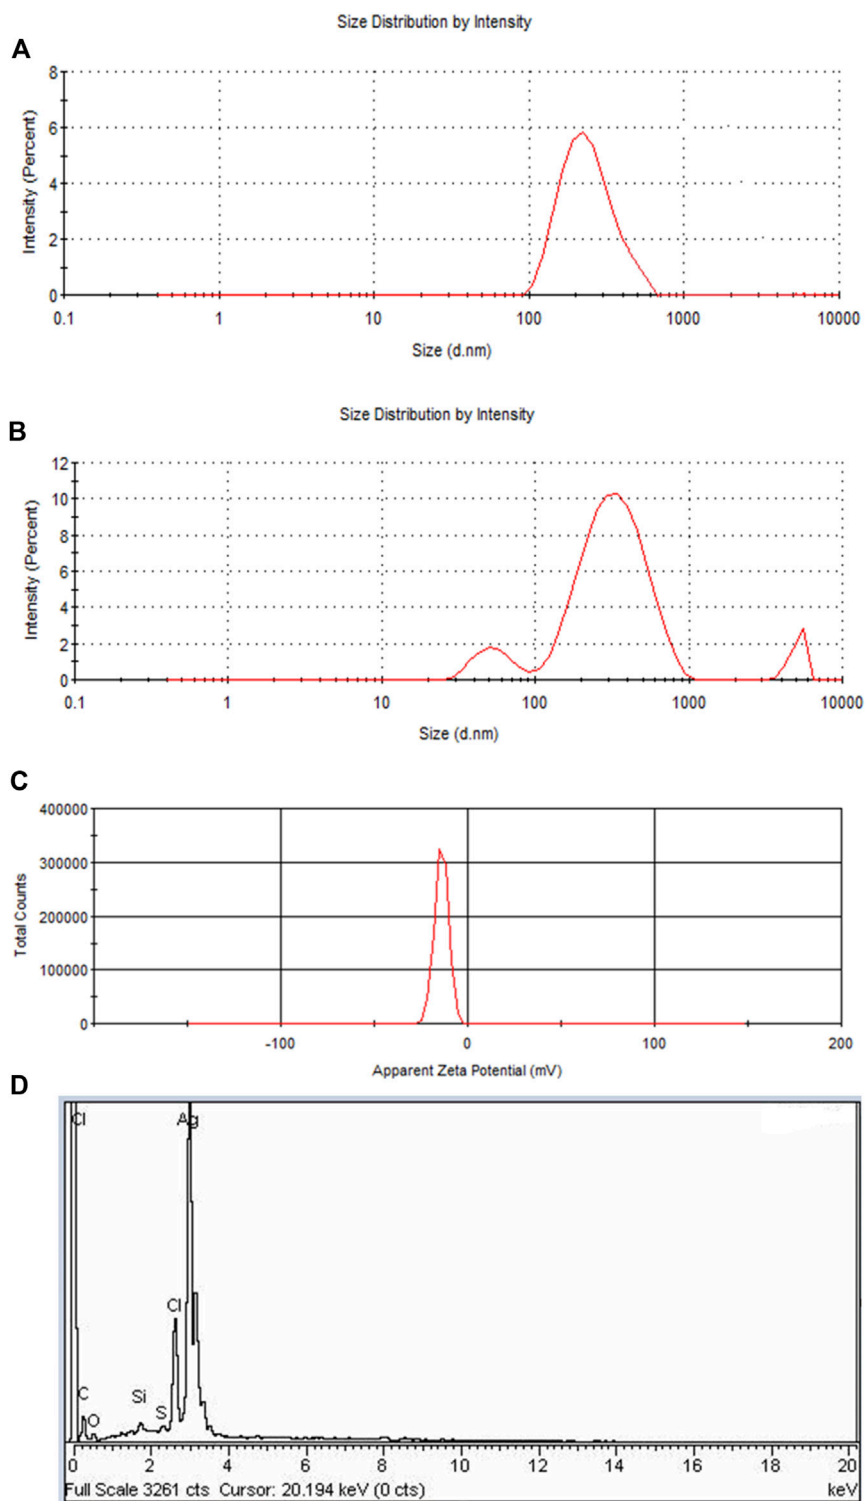 Size Distribution by Intensity
A
8
6
4
2
0
Intensity (Percent)
0.1 1 10 100 1000 10000
Size (d.nm)
Size Distribution by Intensity
B
12
10
8
6
4
2
0
Intensity (Percent)
0.1 1 10 100 1000 10000
Size (d.nm)
C
400000
300000
200000
100000
0
Total Counts
-100 0 100 200
Apparent Zeta Potential (mV)
D
Cl Ag
Cl
C Si
O S
0 2 4 6 8 10 12 14 16 18 20
Full Scale 3261 cts Cursor: 20.194 keV (0 cts) keV